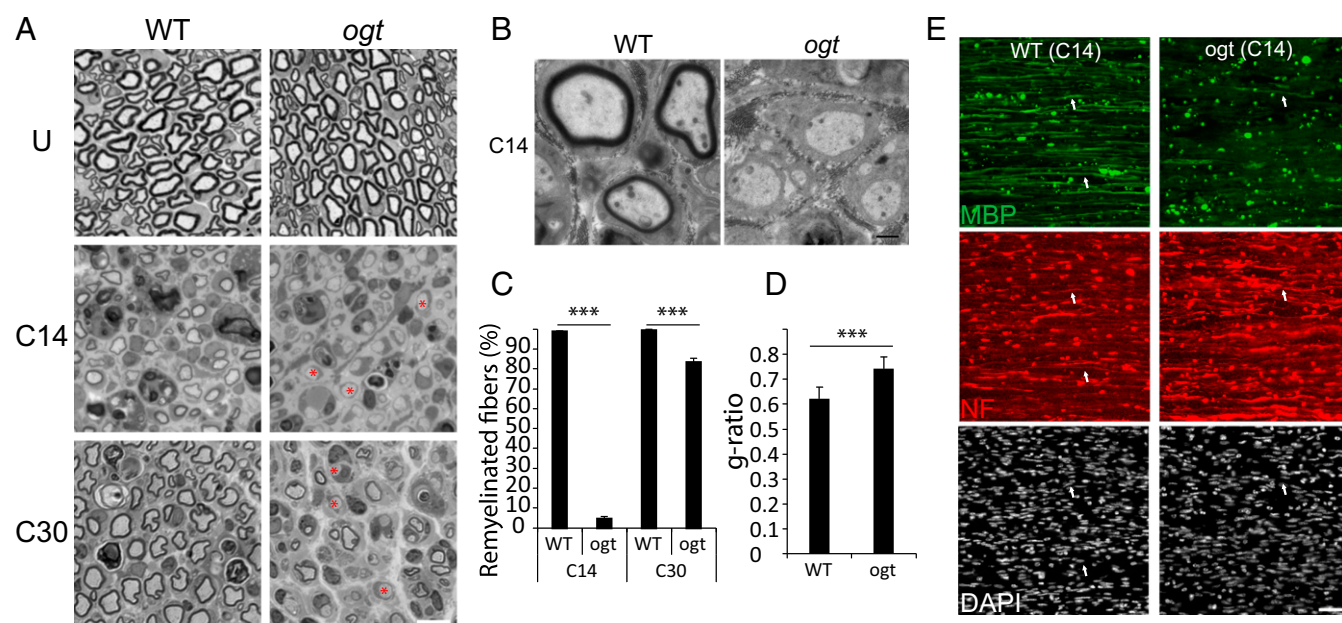 A
WT
ogt
U
C14
C30
*
*
*
*
*
*
B
WT
ogt
C14
C
*** ***
Remyelinated fibers (%)
90
80
70
60
50
40
30
20
10
0
WT ogt WT ogt
C14 C30
D
***
g-ratio
0.8
0.7
0.6
0.5
0.4
0.3
0.2
0.1
0
WT ogt
E
WT (C14)
ogt (C14)
MBP
NF
DAPI